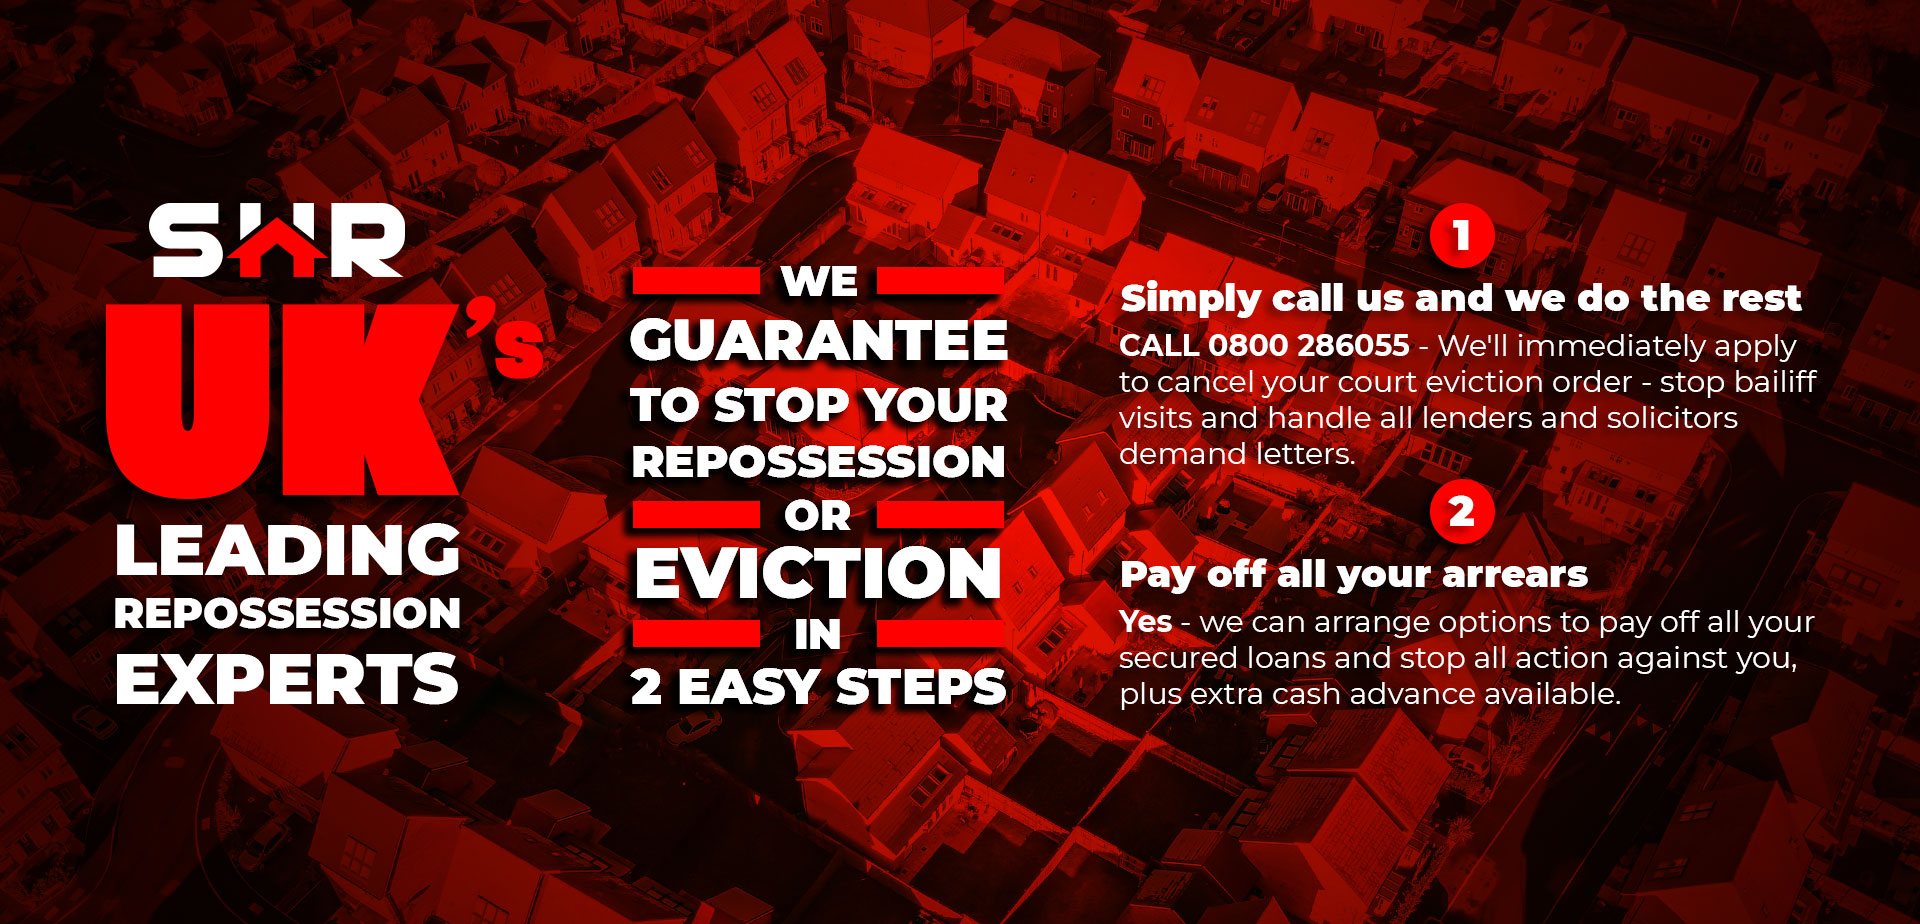 SHR
UK's
LEADING
REPOSSESSION
EXPERTS
WE
GUARANTEE
TO STOP YOUR
REPOSSESSION
OR
EVICTION
IN
2 EASY STEPS
1
Simply call us and we do the rest
CALL 0800 286055 - We'll immediately apply
to cancel your court eviction order - stop bailiff
visits and handle all lenders and solicitors
demand letters.
2
Pay off all your arrears
Yes - we can arrange options to pay off all your
secured loans and stop all action against you,
plus extra cash advance available.